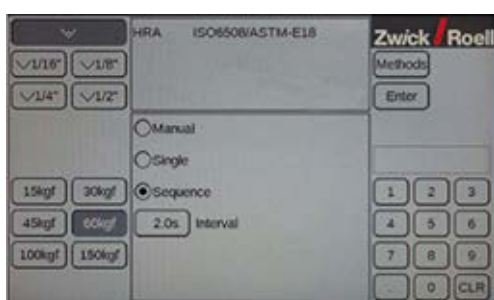 HRA ISO6508/ASTM-E18
Zwick Roell
1/16" 1/8"
Methods
1/4" 1/2"
Enter
Manual
Single
15kgf 30kgf
Sequence
1 2 3
45kgf 60kgf
2.0s Interval
4 5 6
100kgf 150kgf
7 8 9
. 0 CLR